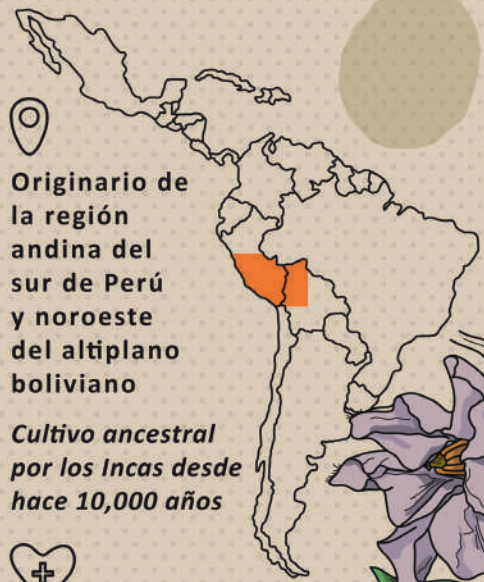 Originario de
la región
andina del
sur de Perú
y noroeste
del altiplano
boliviano
Cultivo ancestral
por los Incas desde
hace 10,000 años